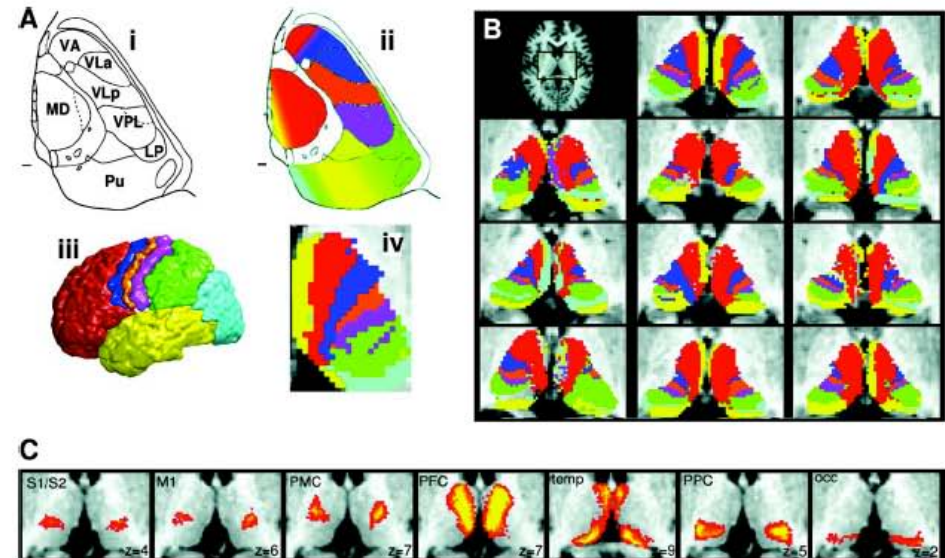 A
i
ii
VA
VLa
VLp
MD
VPL
LP
Pu
iii
iv
B
C
S1/S2
M1
PMC
PFC
temp
PPC
occ
z=4
z=6
z=7
z=7
z=9
z=5